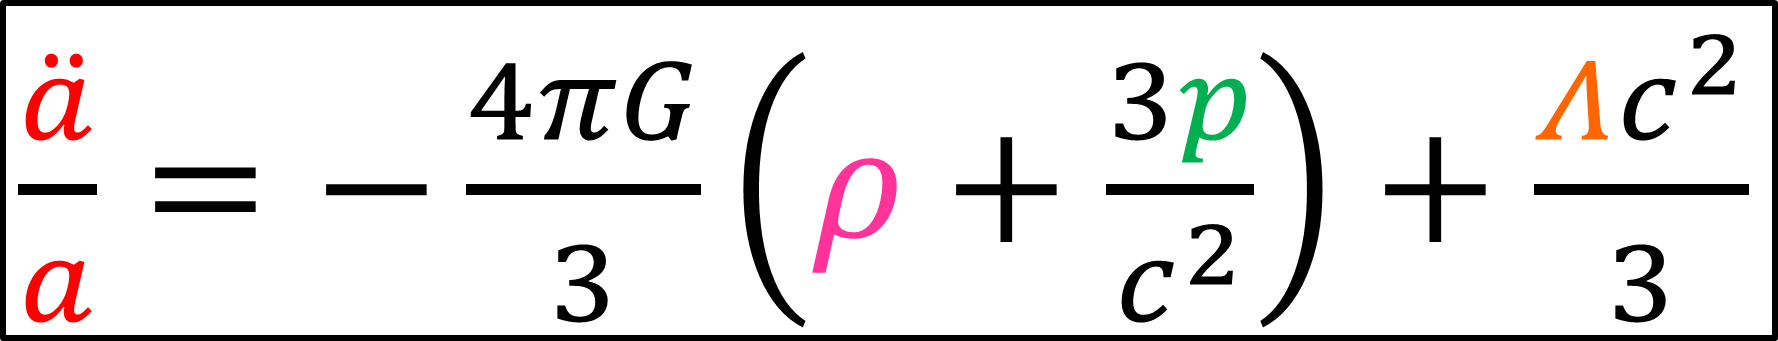 ä/a = − 4πG/3 (ρ + 3p/c²) + Λc²/3